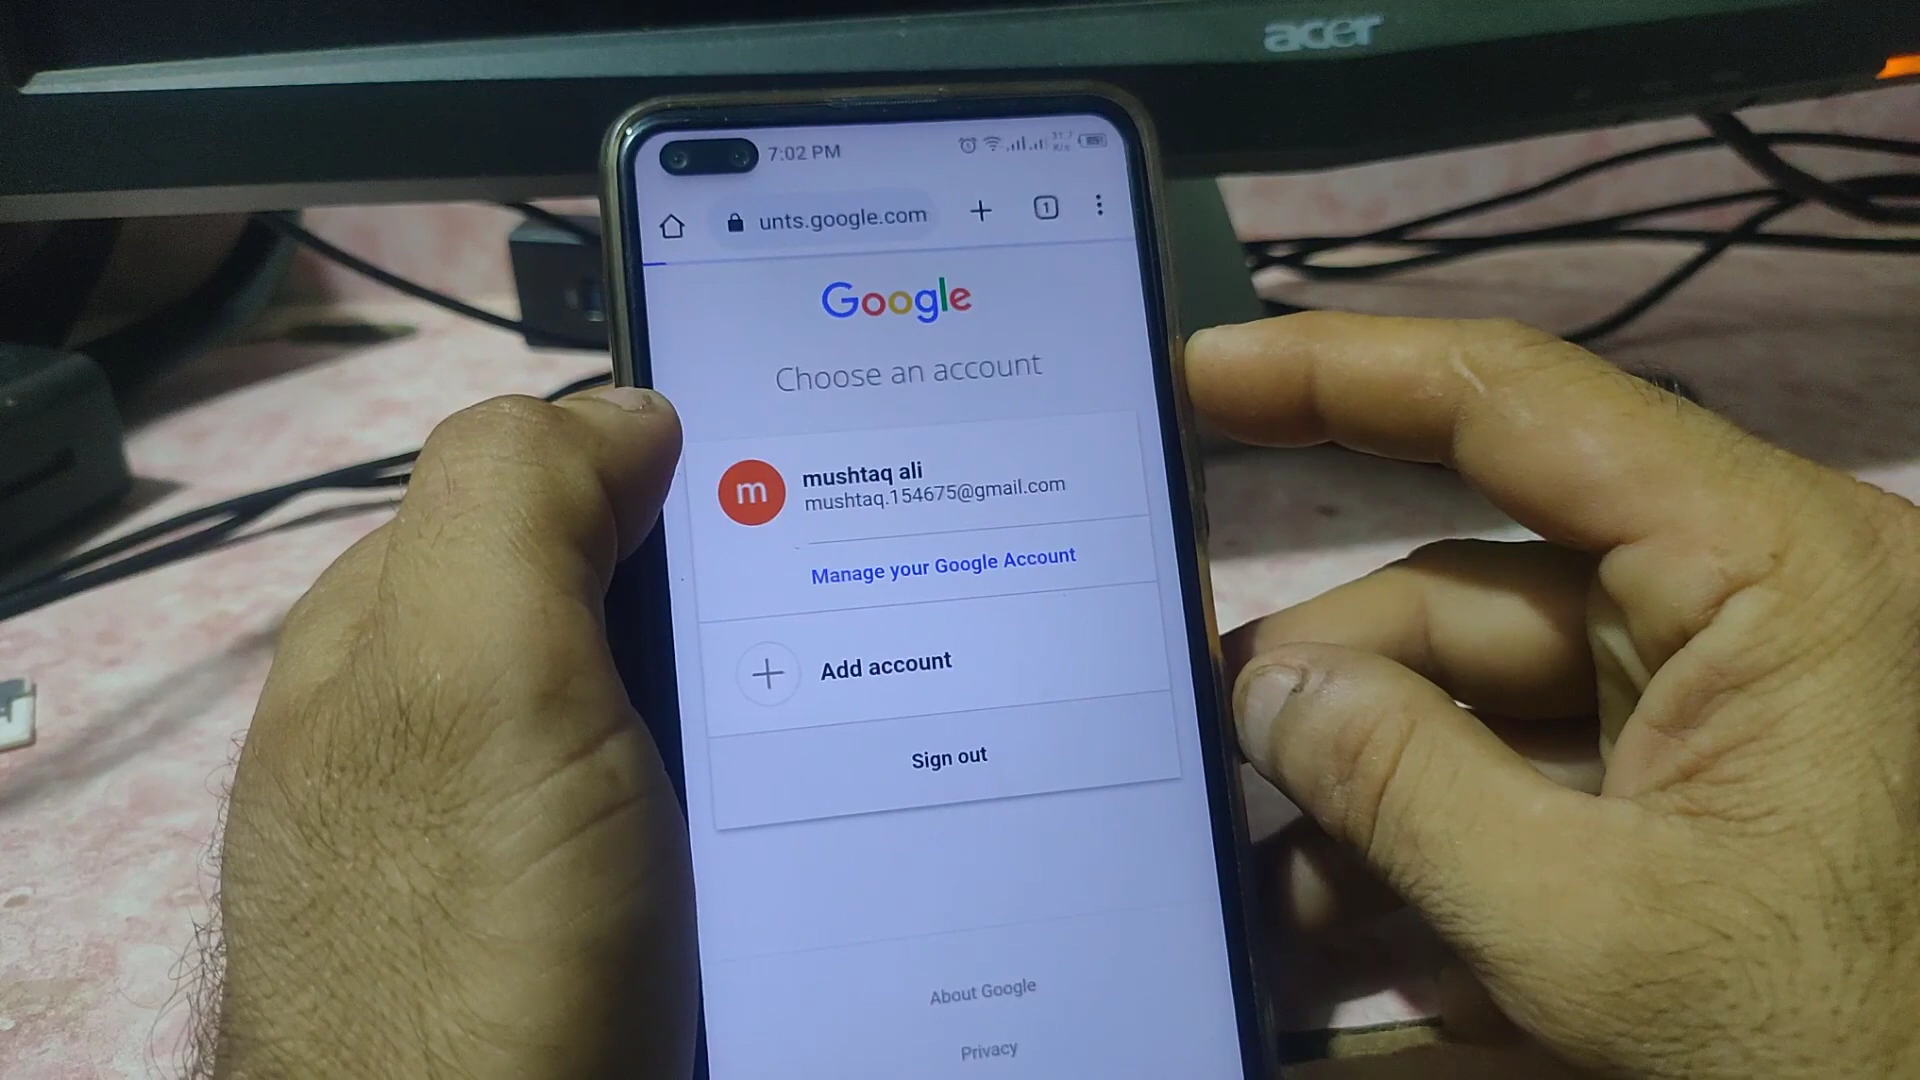 acer
7:02 PM
unts.google.com
1
Google
Choose an account
m
mushtaq ali
mushtaq.154675@gmail.com
Manage your Google Account
Add account
Sign out
About Google
Privacy